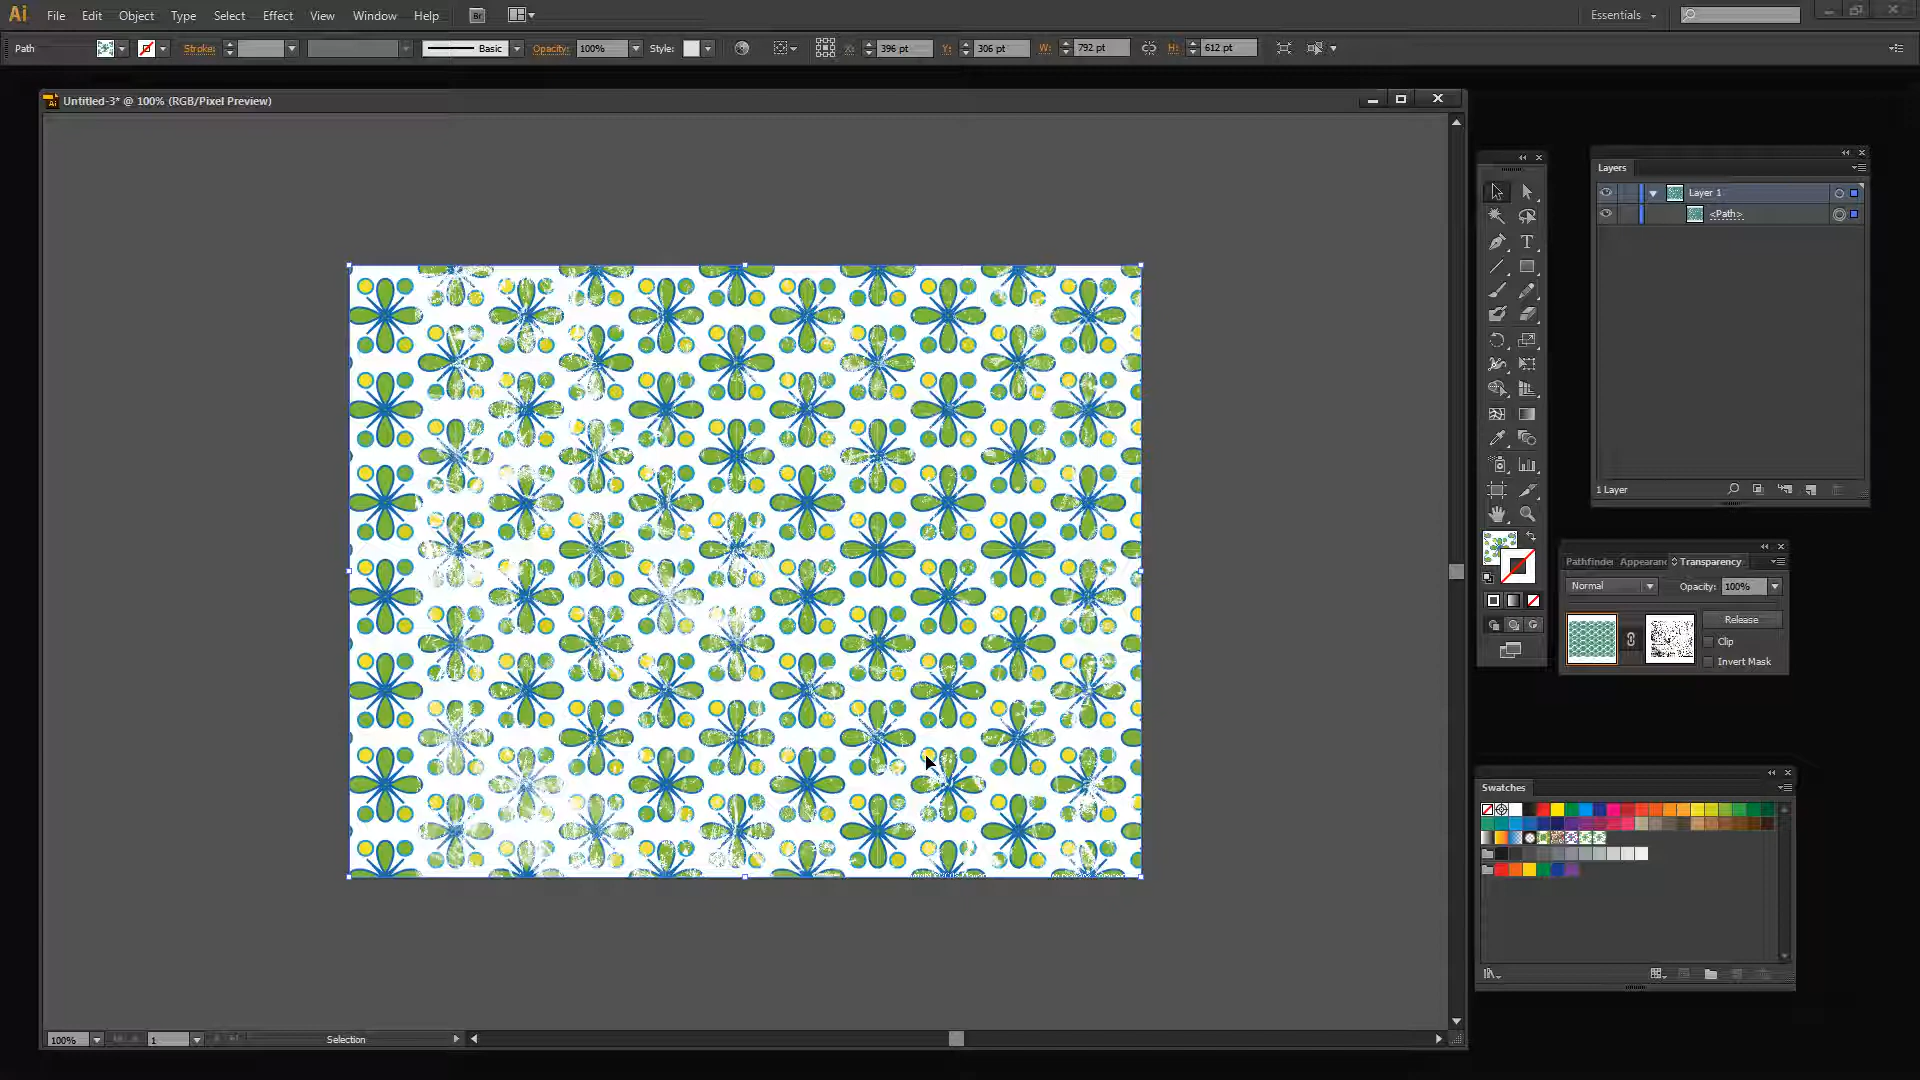 Ai File Edit Object Type Select Effect View Window Help Br Essentials
Path Stroke: Basic Opacity: 100% Style: X: 396 pt Y: 306 pt W: 792 pt H: 612 pt
Untitled-3* @ 100% (RGB/Pixel Preview)
Layers
Layer 1
<Path>
1 Layer
Pathfinder Appearanc Transparency
Normal Opacity: 100%
Release
Clip
Invert Mask
Swatches
100% 1 Selection